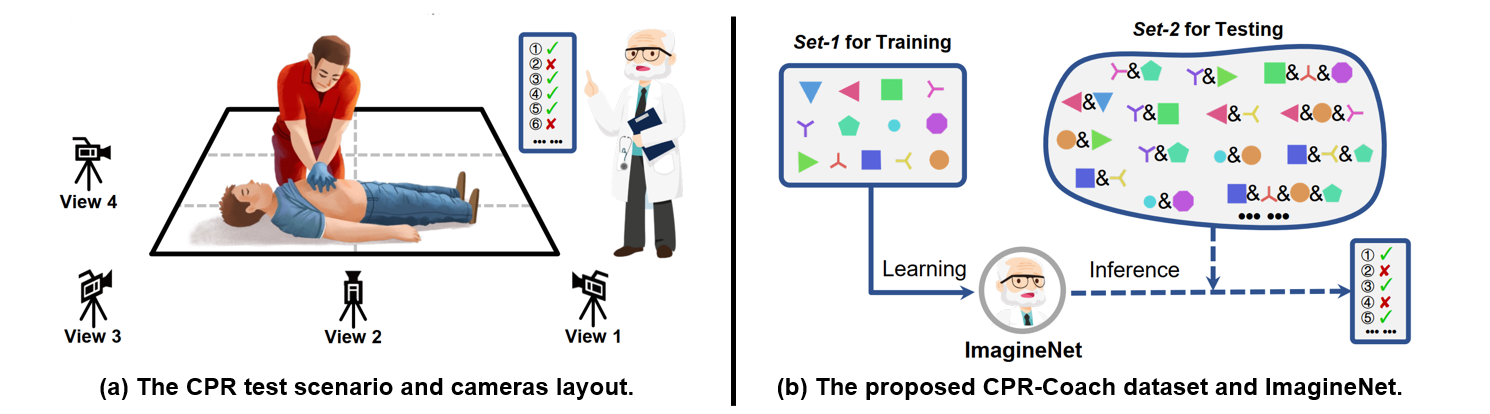 ① ✓
② ✘
③ ✓
④ ✓
⑤ ✓
⑥ ✘
••• •••
View 4
View 3
View 2
View 1
(a) The CPR test scenario and cameras layout.
Set-1 for Training
Set-2 for Testing
& & & &
& & & & &
& & & & &
& &
& & & &
••• •••
Learning
Inference
ImagineNet
① ✓
② ✘
③ ✓
④ ✘
⑤ ✓
••• •••
(b) The proposed CPR-Coach dataset and ImagineNet.